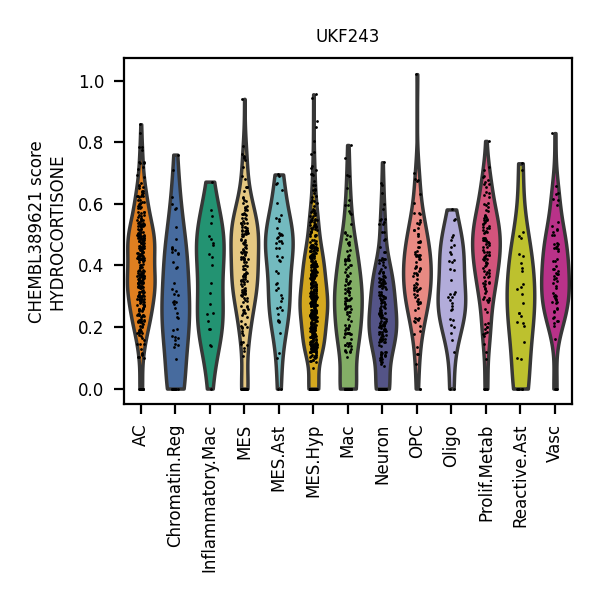 UKF243
CHEMBL389621 score
HYDROCORTISONE
1.0
0.8
0.6
0.4
0.2
0.0
AC
Chromatin.Reg
Inflammatory.Mac
MES
MES.Ast
MES.Hyp
Mac
Neuron
OPC
Oligo
Prolif.Metab
Reactive.Ast
Vasc